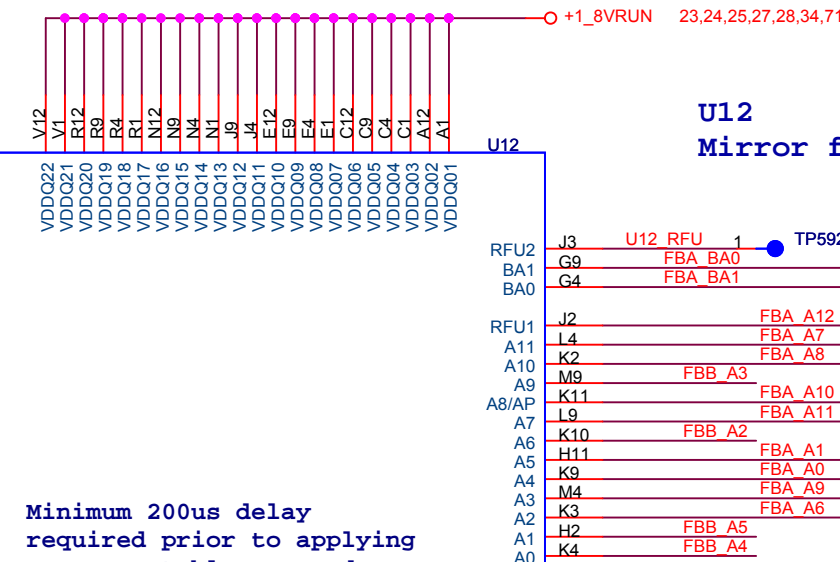 +1_8VRUN 23,24,25,27,28,34,71
V12 V1 R12 R9 R4 R1 N12 N9 N4 N1 J9 J4 E12 E9 E4 E1 C12 C9 C4 C1 A12 A1
U12
Mirror f
U12
VDDQ22 VDDQ21 VDDQ20 VDDQ19 VDDQ18 VDDQ17 VDDQ16 VDDQ15 VDDQ14 VDDQ13 VDDQ12 VDDQ11 VDDQ10 VDDQ09 VDDQ08 VDDQ07 VDDQ06 VDDQ05 VDDQ04 VDDQ03 VDDQ02 VDDQ01
RFU2 J3 U12_RFU 1 TP592
BA1 G9 FBA_BA0
BA0 G4 FBA_BA1
RFU1 J2 FBA_A12
A11 L4 FBA_A7
A10 K2 FBA_A8
A9 M9 FBB_A3
A8/AP K11 FBA_A10
A7 L9 FBA_A11
A6 K10 FBB_A2
A5 H11 FBA_A1
A4 K9 FBA_A0
A3 M4 FBA_A9
A2 K3 FBA_A6
A1 H2 FBB_A5
A0 K4 FBB_A4
Minimum 200us delay
required prior to applying